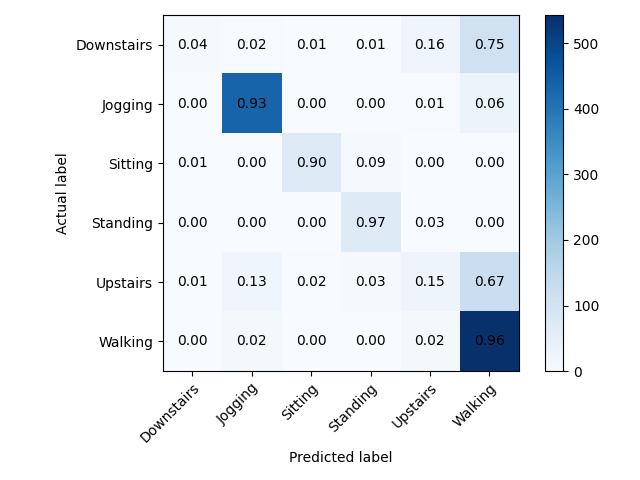 Downstairs 0.04 0.02 0.01 0.01 0.16 0.75
Jogging 0.00 0.93 0.00 0.00 0.01 0.06
Sitting 0.01 0.00 0.90 0.09 0.00 0.00
Standing 0.00 0.00 0.00 0.97 0.03 0.00
Upstairs 0.01 0.13 0.02 0.03 0.15 0.67
Walking 0.00 0.02 0.00 0.00 0.02 0.96
Downstairs Jogging Sitting Standing Upstairs Walking
Predicted label
Actual label
500
400
300
200
100
0